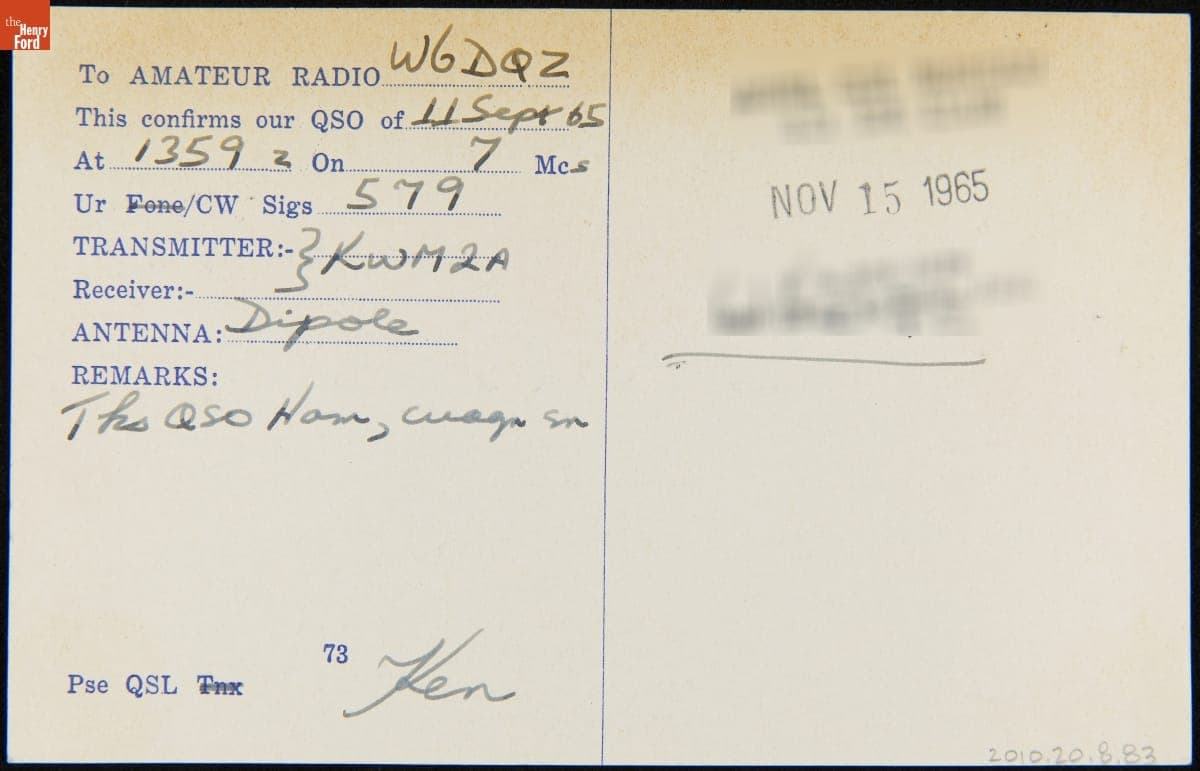 the
Henry
Ford
To AMATEUR RADIO W6DQZ
This confirms our QSO of 11 Sept 65
At 1359 z On 7 Mcs
Ur Fone/CW Sigs 579
TRANSMITTER:- } KWM2A
Receiver:-
ANTENNA: Dipole
REMARKS:
Tks QSO Ham, cuagn sn
73
Pse QSL Tnx Ken
NOV 15 1965
2010.20.8.83